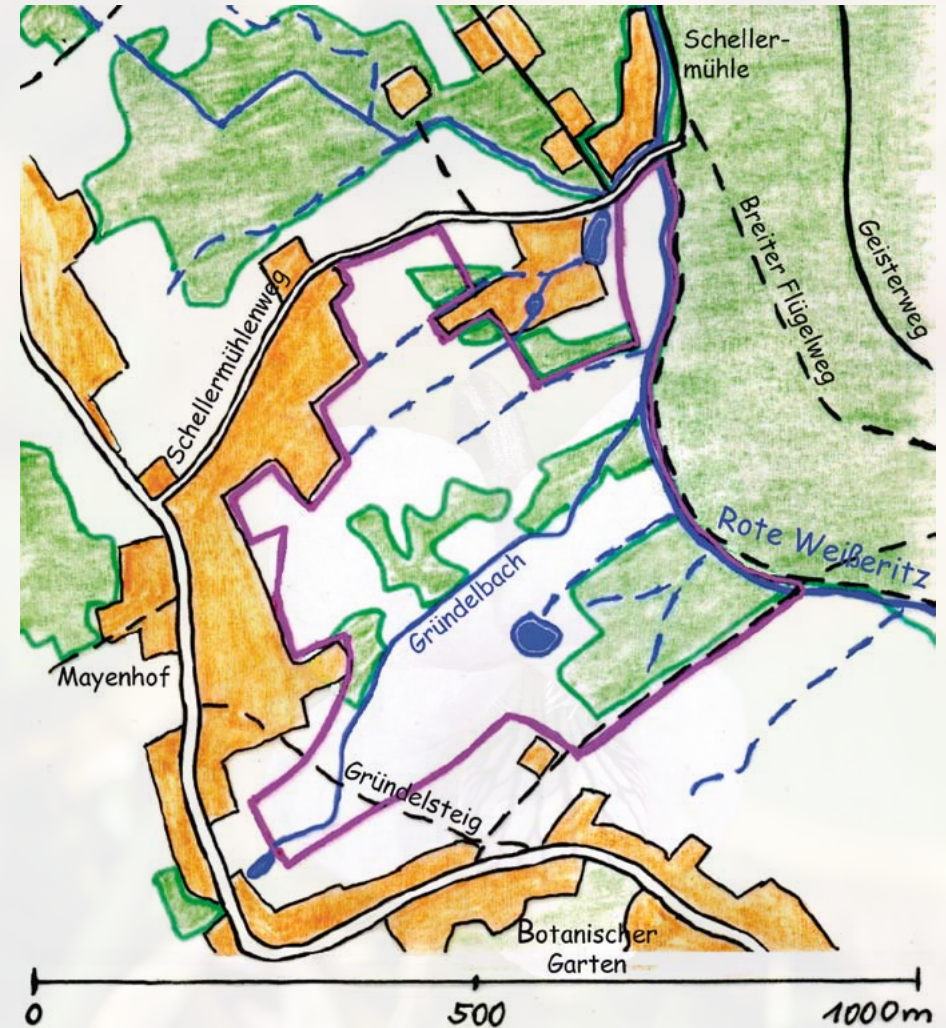 Scheller-
mühle
Breiter Flügelweg
Geisterweg
Schellermühlenweg
Rote Weißeritz
Gründelbach
Mayenhof
Gründelsteig
Botanischer
Garten
0 500 1000m